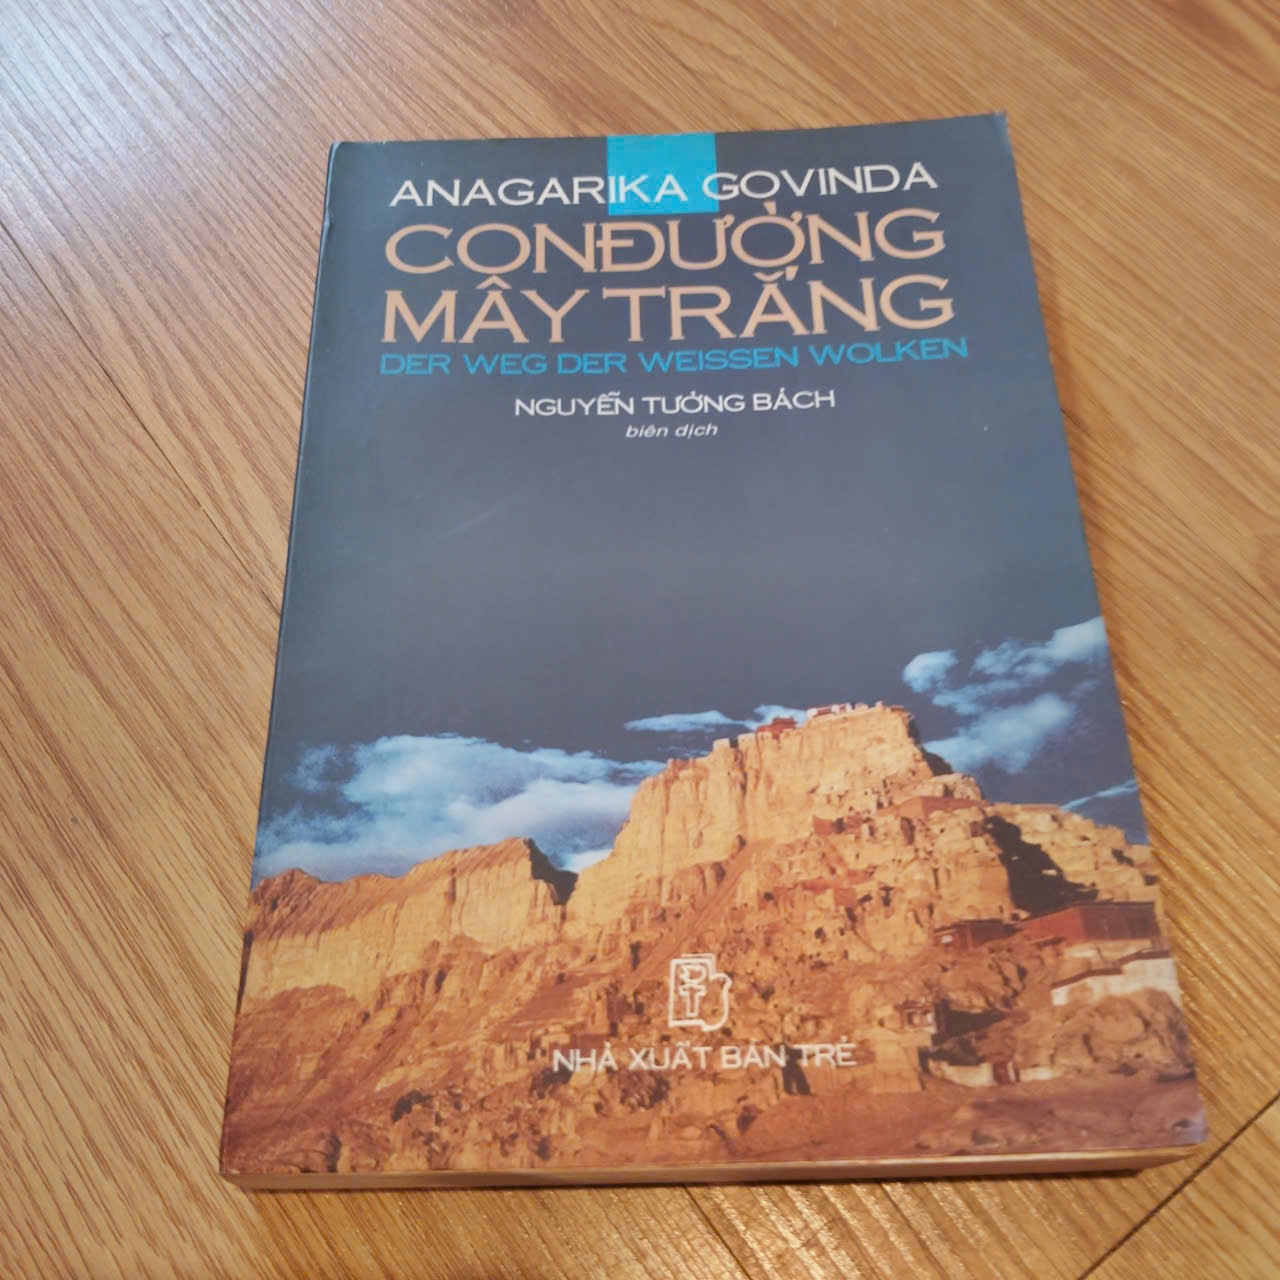 ANAGARIKA GOVINDA
CON ĐƯỜNG
MÂY TRẮNG
DER WEG DER WEISSEN WOLKEN
NGUYỄN TƯỜNG BÁCH
biên dịch
NHÀ XUẤT BẢN TRẺ